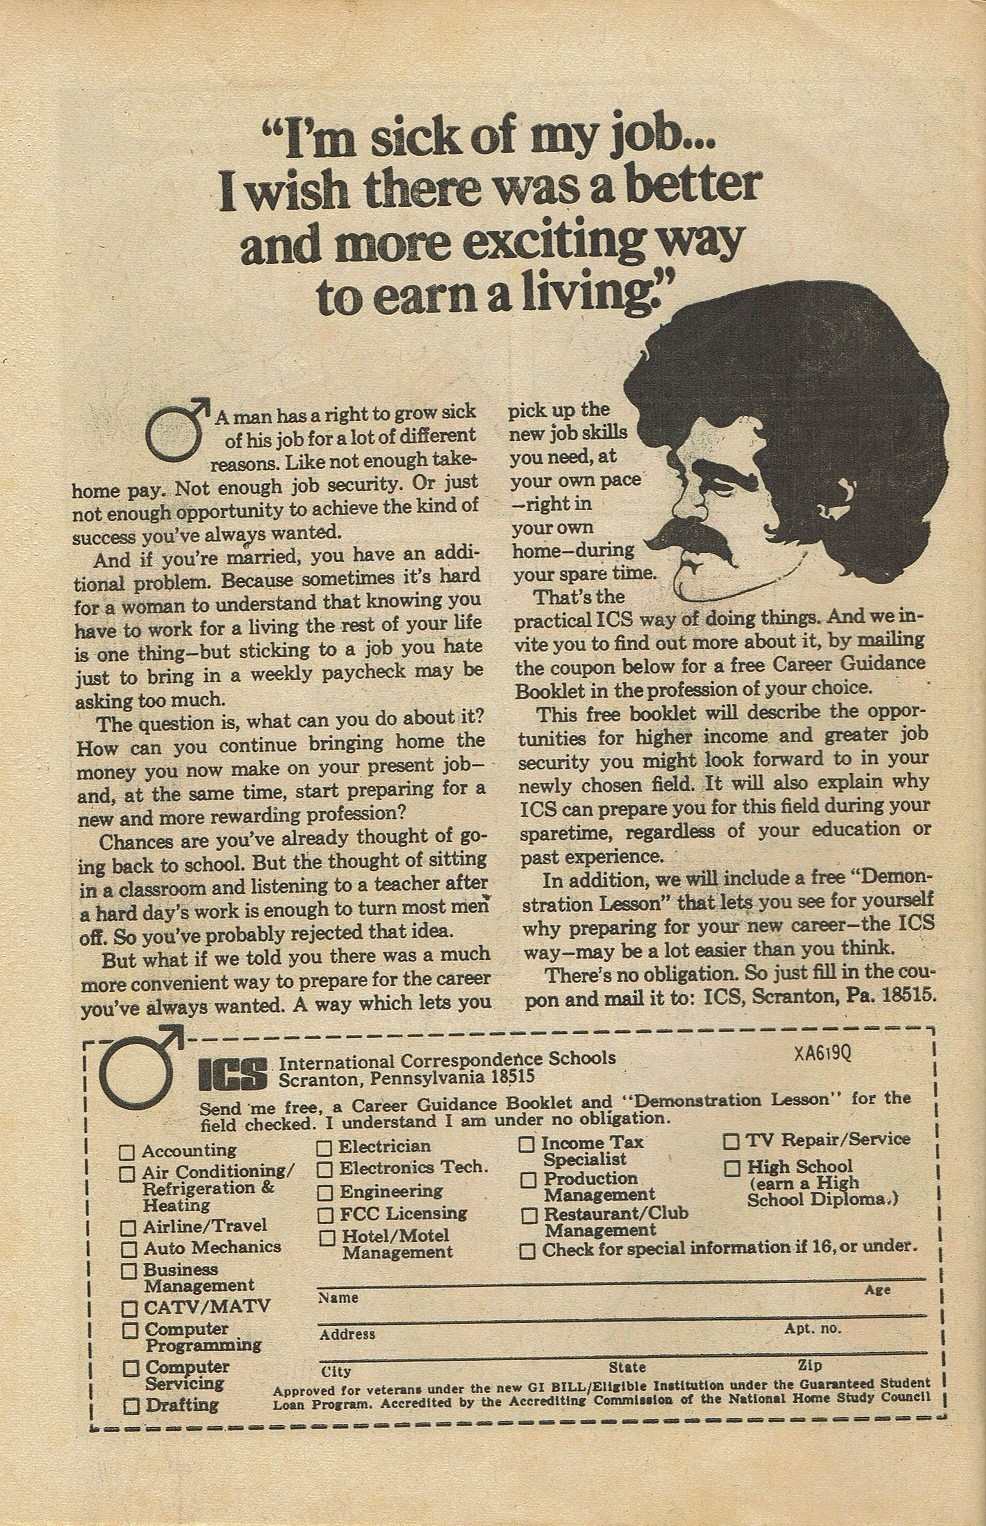 “I'm sick of my job...
I wish there was a better
and more exciting way
to earn a living.”
A man has a right to grow sick
of his job for a lot of different
reasons. Like not enough take-
home pay. Not enough job security. Or just
not enough opportunity to achieve the kind of
success you've always wanted.
And if you're married, you have an addi-
tional problem. Because sometimes it's hard
for a woman to understand that knowing you
have to work for a living the rest of your life
is one thing—but sticking to a job you hate
just to bring in a weekly paycheck may be
asking too much.
The question is, what can you do about it?
How can you continue bringing home the
money you now make on your present job—
and, at the same time, start preparing for a
new and more rewarding profession?
Chances are you've already thought of go-
ing back to school. But the thought of sitting
in a classroom and listening to a teacher after
a hard day's work is enough to turn most men
off. So you've probably rejected that idea.
But what if we told you there was a much
more convenient way to prepare for the career
you've always wanted. A way which lets you
pick up the
new job skills
you need, at
your own pace
—right in
your own
home—during
your spare time.
That's the
practical ICS way of doing things. And we in-
vite you to find out more about it, by mailing
the coupon below for a free Career Guidance
Booklet in the profession of your choice.
This free booklet will describe the oppor-
tunities for higher income and greater job
security you might look forward to in your
newly chosen field. It will also explain why
ICS can prepare you for this field during your
sparetime, regardless of your education or
past experience.
In addition, we will include a free “Demon-
stration Lesson” that lets you see for yourself
why preparing for your new career—the ICS
way—may be a lot easier than you think.
There's no obligation. So just fill in the cou-
pon and mail it to: ICS, Scranton, Pa. 18515.
ICS International Correspondence Schools
Scranton, Pennsylvania 18515
XA619Q
Send me free, a Career Guidance Booklet and “Demonstration Lesson” for the
field checked. I understand I am under no obligation.
Accounting
Air Conditioning/
Refrigeration &
Heating
Airline/Travel
Auto Mechanics
Business
Management
CATV/MATV
Computer
Programming
Computer
Servicing
Drafting
Electrician
Electronics Tech.
Engineering
FCC Licensing
Hotel/Motel
Management
Income Tax
Specialist
Production
Management
Restaurant/Club
Management
Check for special information if 16, or under.
TV Repair/Service
High School
(earn a High
School Diploma.)
Name Age
Address Apt. no.
City State Zip
Approved for veterans under the new GI BILL/Eligible Institution under the Guaranteed Student
Loan Program. Accredited by the Accrediting Commission of the National Home Study Council